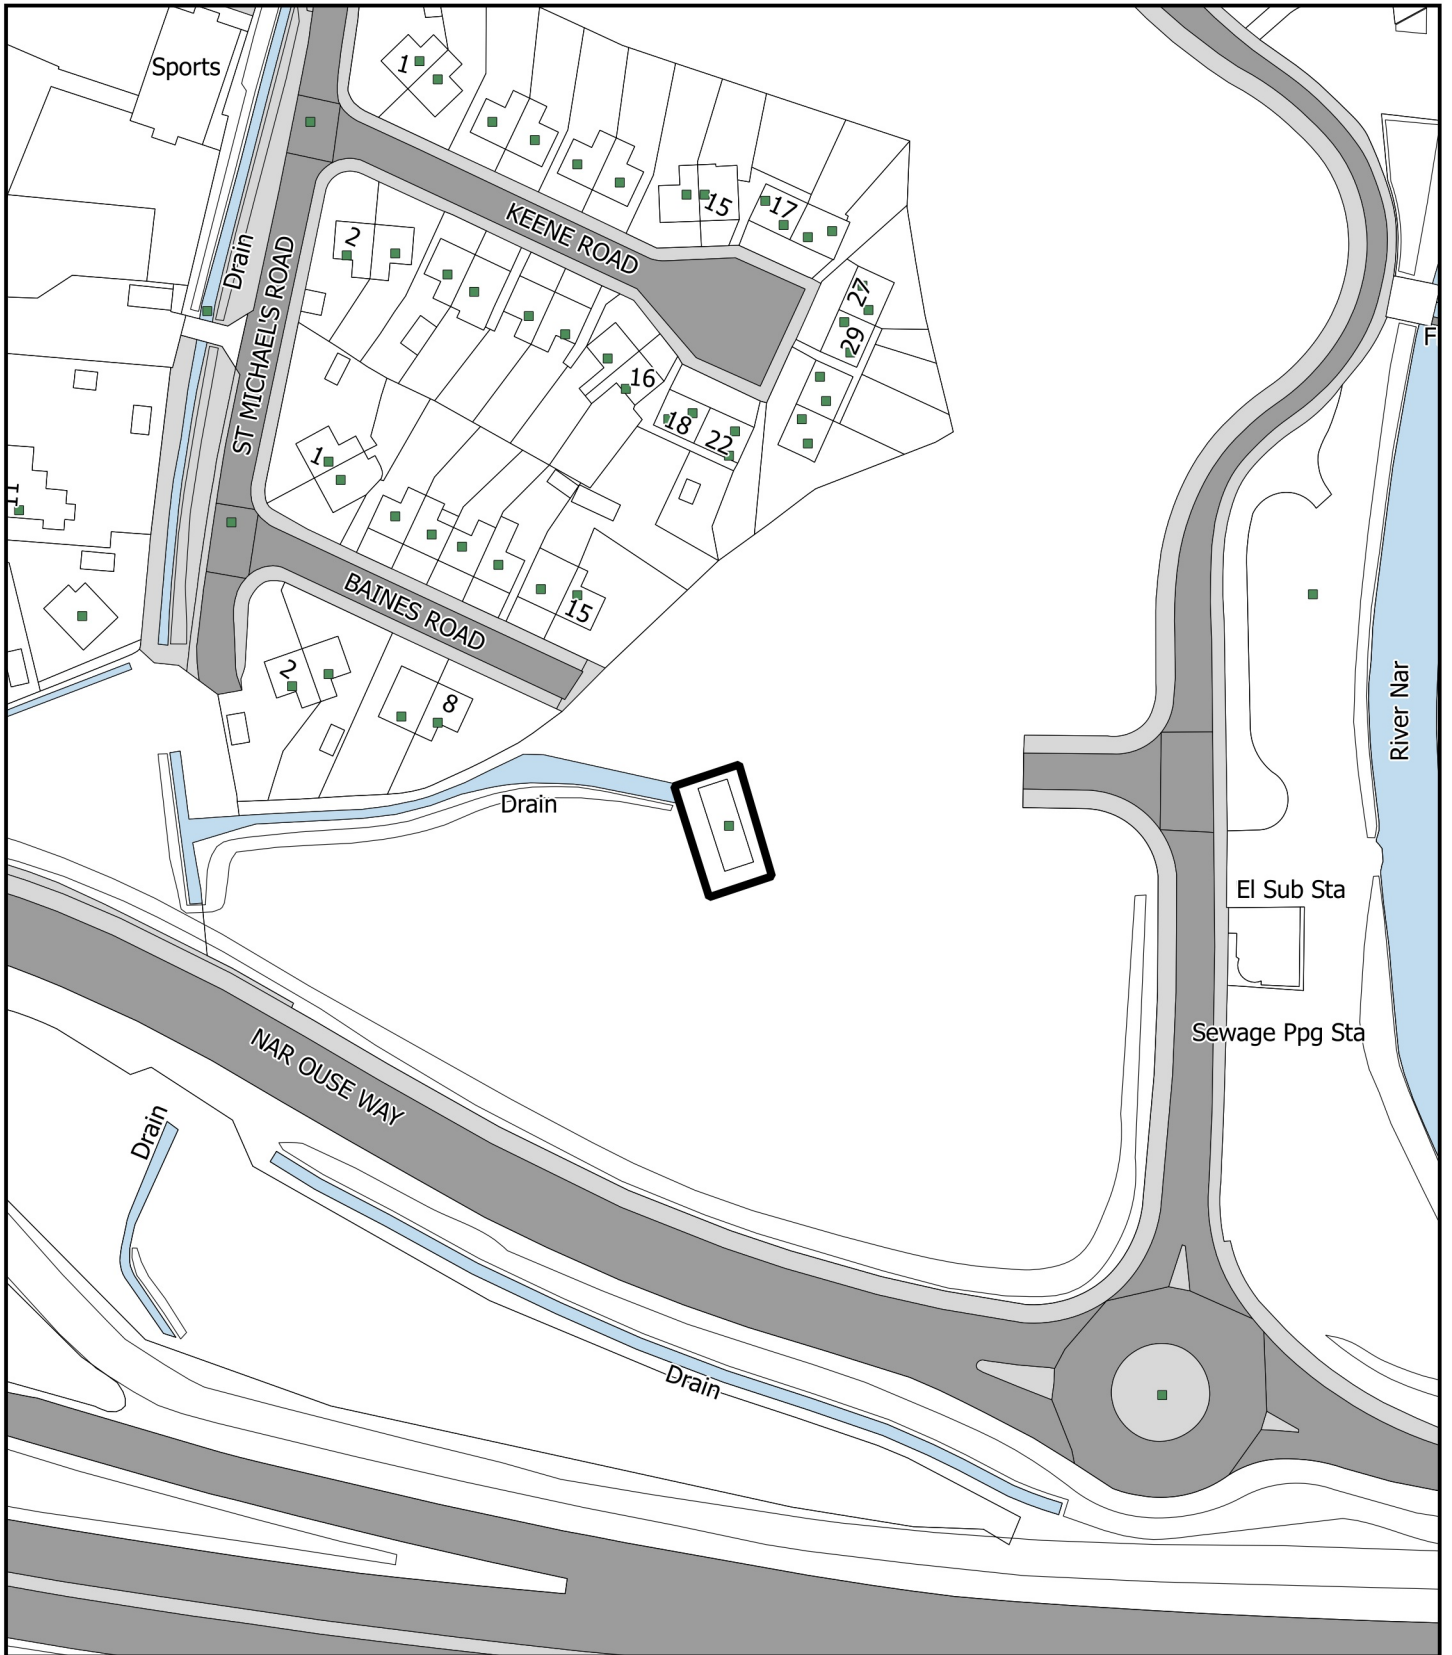 Sports
1
KEENE ROAD
15
17
2
Drain
ST MICHAEL'S ROAD
27
29
F
16
18
22
1
11
BAINES ROAD
15
2
8
River Nar
Drain
El Sub Sta
Sewage Ppg Sta
NAR OUSE WAY
Drain
Drain